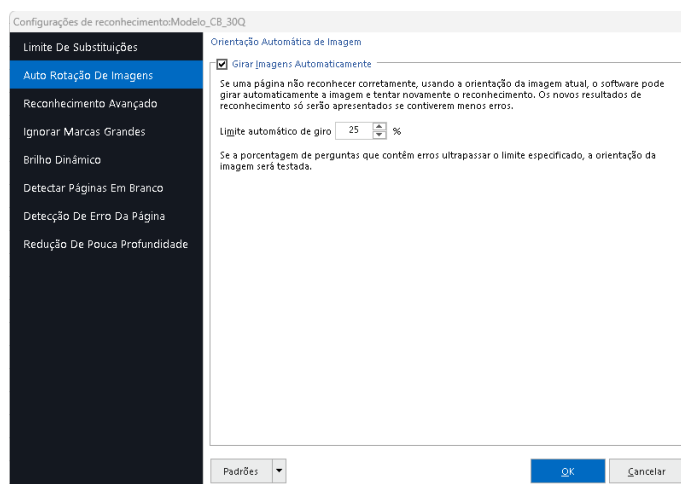 Configurações de reconhecimento:Modelo_CB_30Q
Limite De Substituições
Auto Rotação De Imagens
Reconhecimento Avançado
Ignorar Marcas Grandes
Brilho Dinámico
Detectar Páginas Em Branco
Detecção De Erro Da Página
Redução De Pouca Profundidade
Orientação Automática de Imagem
Girar Imagens Automaticamente
Se uma página não reconhecer corretamente, usando a orientação da imagem atual, o software pode
girar automaticamente a imagem e tentar novamente o reconhecimento. Os novos resultados de
reconhecimento só serão apresentados se contiverem menos erros.
Limite automático de giro 25 %
Se a porcentagem de perguntas que contêm erros ultrapassar o limite especificado, a orientação da
imagem será testada.
Padrões
OK
Cancelar